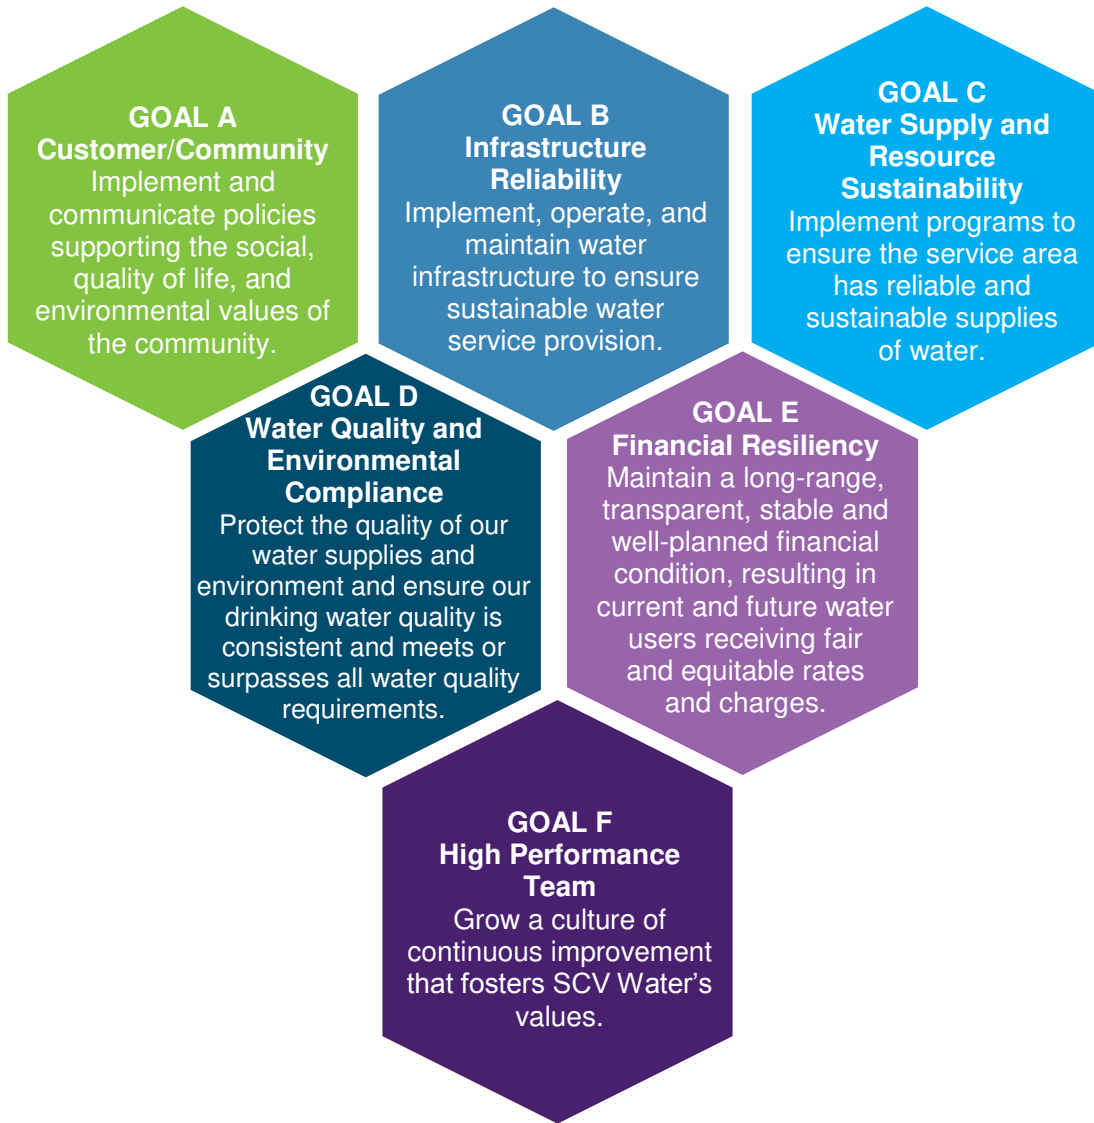 GOAL A
Customer/Community
Implement and
communicate policies
supporting the social,
quality of life, and
environmental values of
the community.
GOAL B
Infrastructure
Reliability
Implement, operate, and
maintain water
infrastructure to ensure
sustainable water
service provision.
GOAL C
Water Supply and
Resource
Sustainability
Implement programs to
ensure the service area
has reliable and
sustainable supplies
of water.
GOAL D
Water Quality and
Environmental
Compliance
Protect the quality of our
water supplies and
environment and ensure our
drinking water quality is
consistent and meets or
surpasses all water quality
requirements.
GOAL E
Financial Resiliency
Maintain a long-range,
transparent, stable and
well-planned financial
condition, resulting in
current and future water
users receiving fair
and equitable rates
and charges.
GOAL F
High Performance
Team
Grow a culture of
continuous improvement
that fosters SCV Water’s
values.